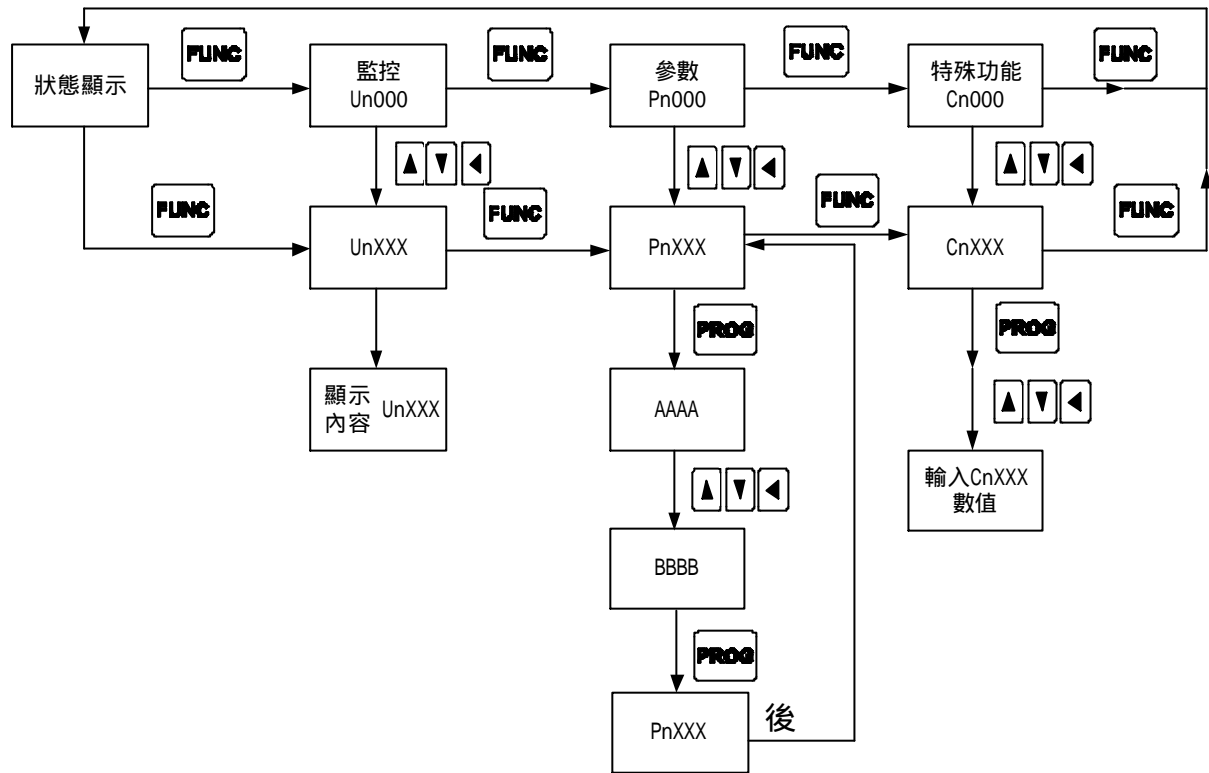 FUNC
FUNC
FUNC
FUNC
狀態顯示
監控
Un000
參數
Pn000
特殊功能
Cn000
FUNC
FUNC
FUNC
FUNC
UnXXX
PnXXX
CnXXX
PROG
PROG
顯示
內容
UnXXX
AAAA
輸入CnXXX
數值
BBBB
PROG
PnXXX
後